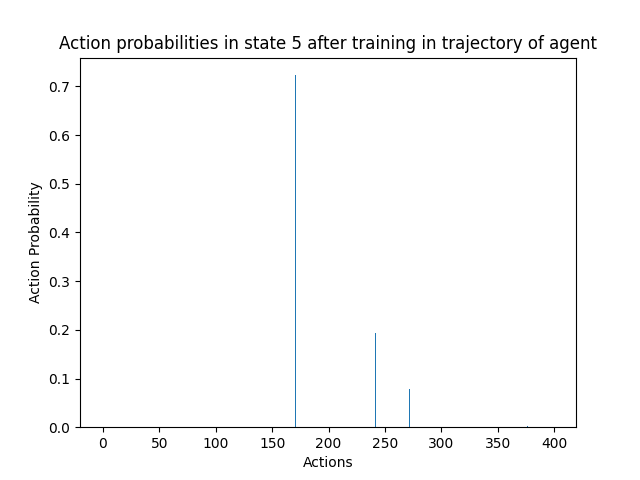 Action probabilities in state 5 after training in trajectory of agent
Action Probability
0.7
0.6
0.5
0.4
0.3
0.2
0.1
0.0
0 50 100 150 200 250 300 350 400
Actions